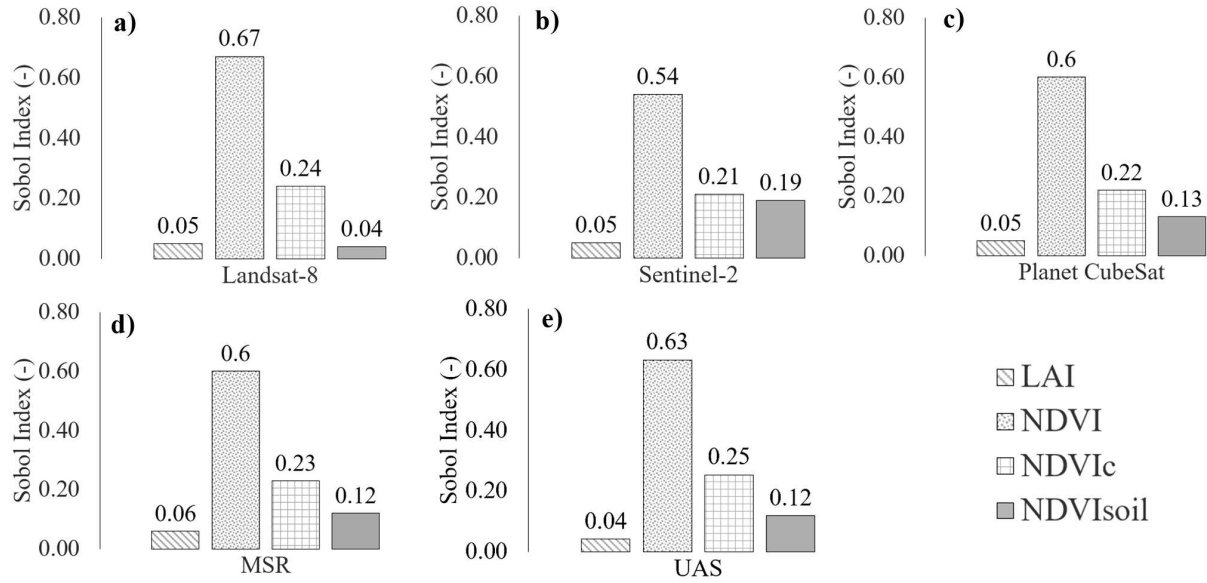 a)
Sobol Index (-)
0.80
0.60
0.40
0.20
0.00
0.05
0.67
0.24
0.04
Landsat-8
b)
Sobol Index (-)
0.80
0.60
0.40
0.20
0.00
0.05
0.54
0.21
0.19
Sentinel-2
c)
Sobol Index (-)
0.80
0.60
0.40
0.20
0.00
0.05
0.6
0.22
0.13
Planet CubeSat
d)
Sobol Index (-)
0.80
0.60
0.40
0.20
0.00
0.06
0.6
0.23
0.12
MSR
e)
Sobol Index (-)
0.80
0.60
0.40
0.20
0.00
0.04
0.63
0.25
0.12
UAS
LAI
NDVI
NDVIc
NDVIsoil